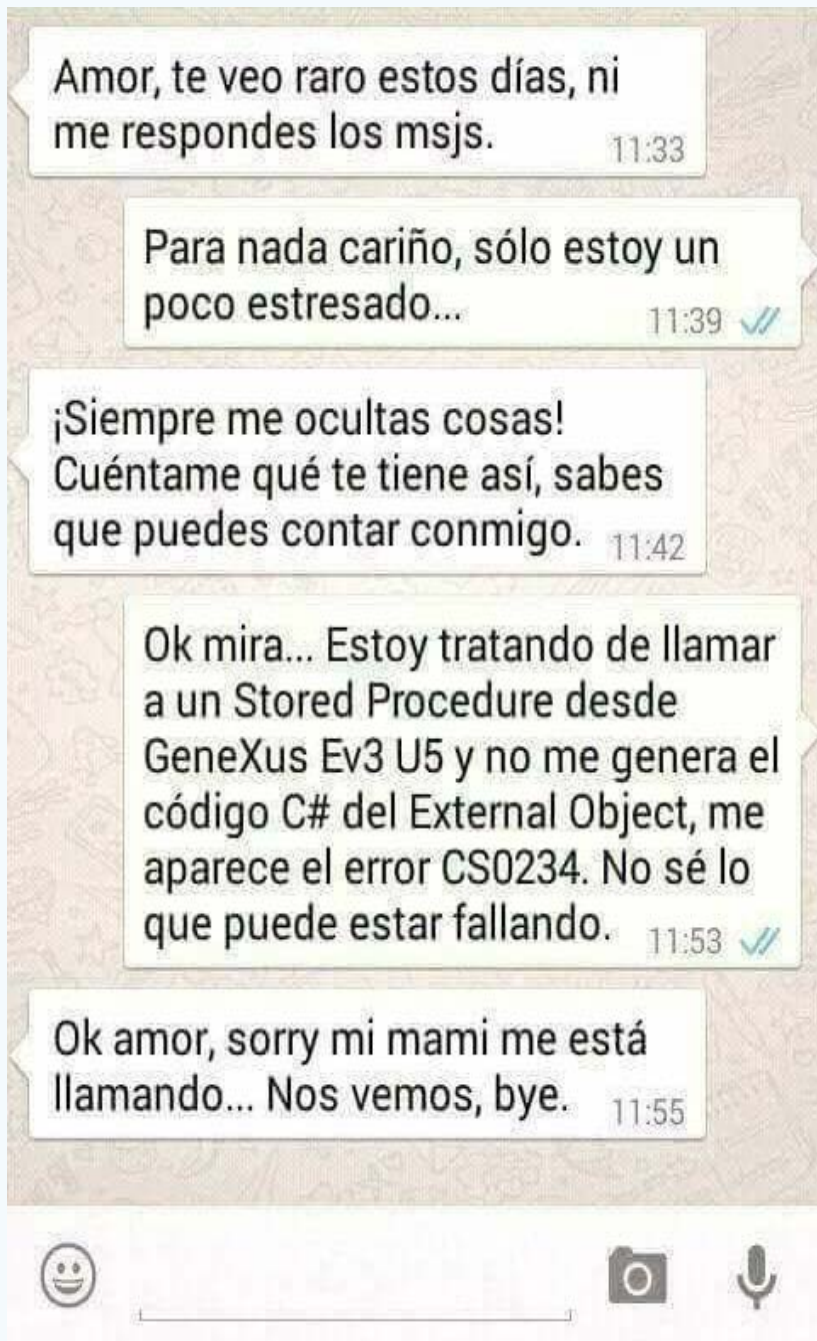 Amor, te veo raro estos días, ni
me respondes los msjs.
11:33
Para nada cariño, sólo estoy un
poco estresado...
11:39
¡Siempre me ocultas cosas!
Cuéntame qué te tiene así, sabes
que puedes contar conmigo.
11:42
Ok mira... Estoy tratando de llamar
a un Stored Procedure desde
GeneXus Ev3 U5 y no me genera el
código C# del External Object, me
aparece el error CS0234. No sé lo
que puede estar fallando.
11:53
Ok amor, sorry mi mami me está
llamando... Nos vemos, bye.
11:55